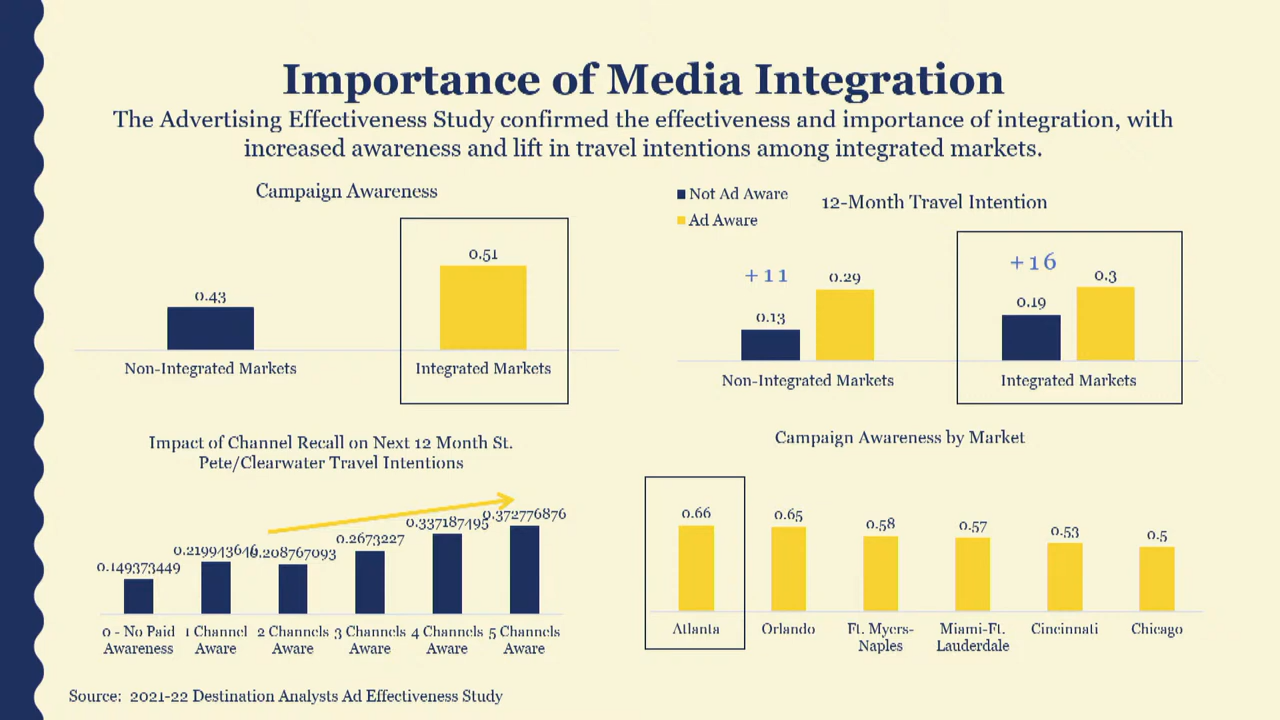 Importance of Media Integration
The Advertising Effectiveness Study confirmed the effectiveness and importance of integration, with
increased awareness and lift in travel intentions among integrated markets.
Campaign Awareness
0.43
0.51
Non-Integrated Markets
Integrated Markets
Not Ad Aware
Ad Aware
12-Month Travel Intention
+11
+16
0.13
0.29
0.19
0.3
Non-Integrated Markets
Integrated Markets
Impact of Channel Recall on Next 12 Month St.
Pete/Clearwater Travel Intentions
0.149373449
0.219943646
0.208767093
0.2673227
0.337187495
0.372776876
0 - No Paid
Awareness
1 Channel
Aware
2 Channels
Aware
3 Channels
Aware
4 Channels
Aware
5 Channels
Aware
Campaign Awareness by Market
0.66
0.65
0.58
0.57
0.53
0.5
Atlanta
Orlando
Ft. Myers-
Naples
Miami-Ft.
Lauderdale
Cincinnati
Chicago
Source: 2021-22 Destination Analysts Ad Effectiveness Study